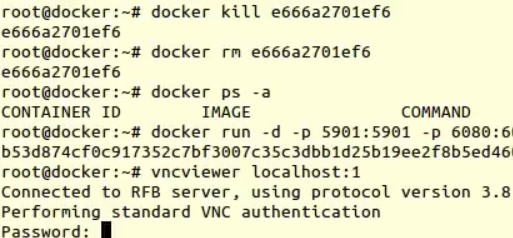 root@docker:~# docker kill e666a2701ef6
e666a2701ef6
root@docker:~# docker rm e666a2701ef6
e666a2701ef6
root@docker:~# docker ps -a
CONTAINER ID IMAGE COMMAND
root@docker:~# docker run -d -p 5901:5901 -p 6080:6
b53d874cf0c917352c7bf3007c35c3dbb1d25b19ee2f8b5ed46
root@docker:~# vncviewer localhost:1
Connected to RFB server, using protocol version 3.8
Performing standard VNC authentication
Password: